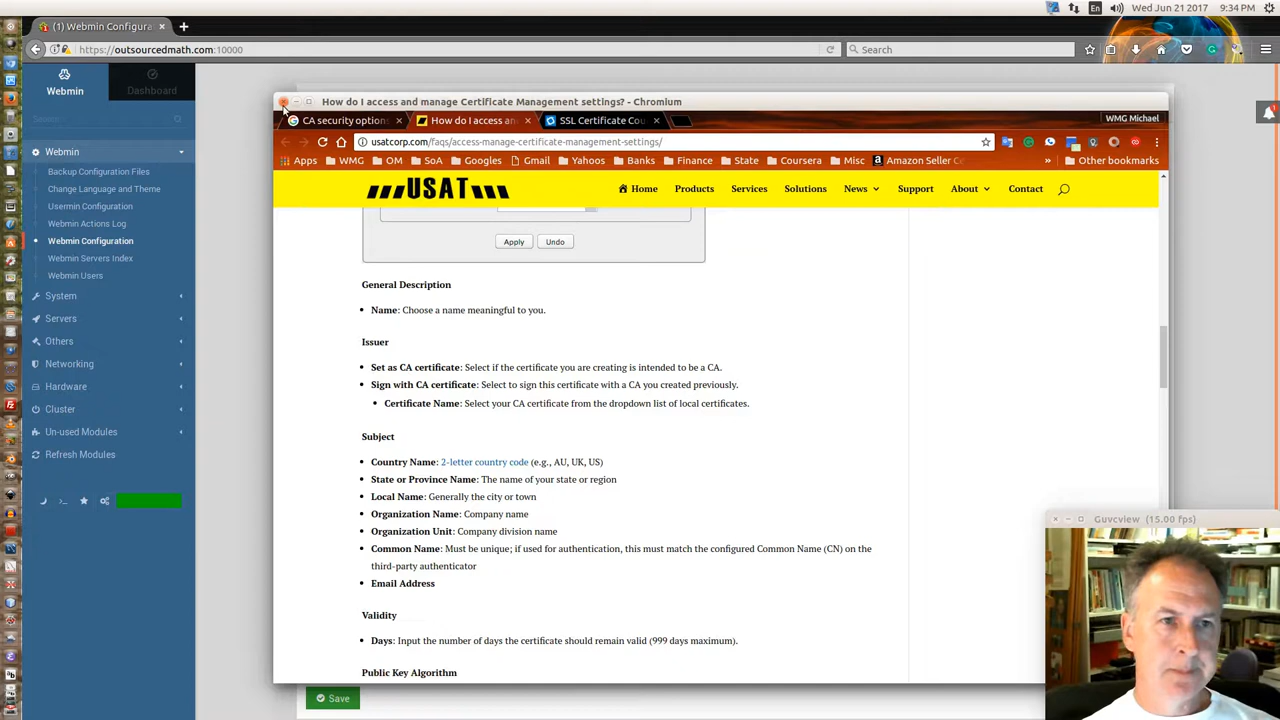 En Wed Jun 21 2017 9:34 PM
(1) Webmin Configura
https://outsourcedmath.com:10000
Search
Webmin
Dashboard
Search
Webmin
Backup Configuration Files
Change Language and Theme
Usermin Configuration
Webmin Actions Log
Webmin Configuration
Webmin Servers Index
Webmin Users
System
Servers
Others
Networking
Hardware
Cluster
Un-used Modules
Refresh Modules
How do I access and manage Certificate Management settings? - Chromium
CA security option
How do I access an
SSL Certificate Cou
WMG Michael
usatcorp.com/faqs/access-manage-certificate-management-settings/
Apps WMG OM SoA Googles Gmail Yahoos Banks Finance State Coursera Misc Amazon Seller Ce » Other bookmarks
USAT
Home Products Services Solutions News Support About Contact
Apply Undo
General Description
• Name: Choose a name meaningful to you.
Issuer
• Set as CA certificate: Select if the certificate you are creating is intended to be a CA.
• Sign with CA certificate: Select to sign this certificate with a CA you created previously.
• Certificate Name: Select your CA certificate from the dropdown list of local certificates.
Subject
• Country Name: 2-letter country code (e.g., AU, UK, US)
• State or Province Name: The name of your state or region
• Local Name: Generally the city or town
• Organization Name: Company name
• Organization Unit: Company division name
• Common Name: Must be unique; if used for authentication, this must match the configured Common Name (CN) on the
third-party authenticator
• Email Address
Validity
• Days: Input the number of days the certificate should remain valid (999 days maximum).
Public Key Algorithm
Save
Guvcview (15.00 fps)